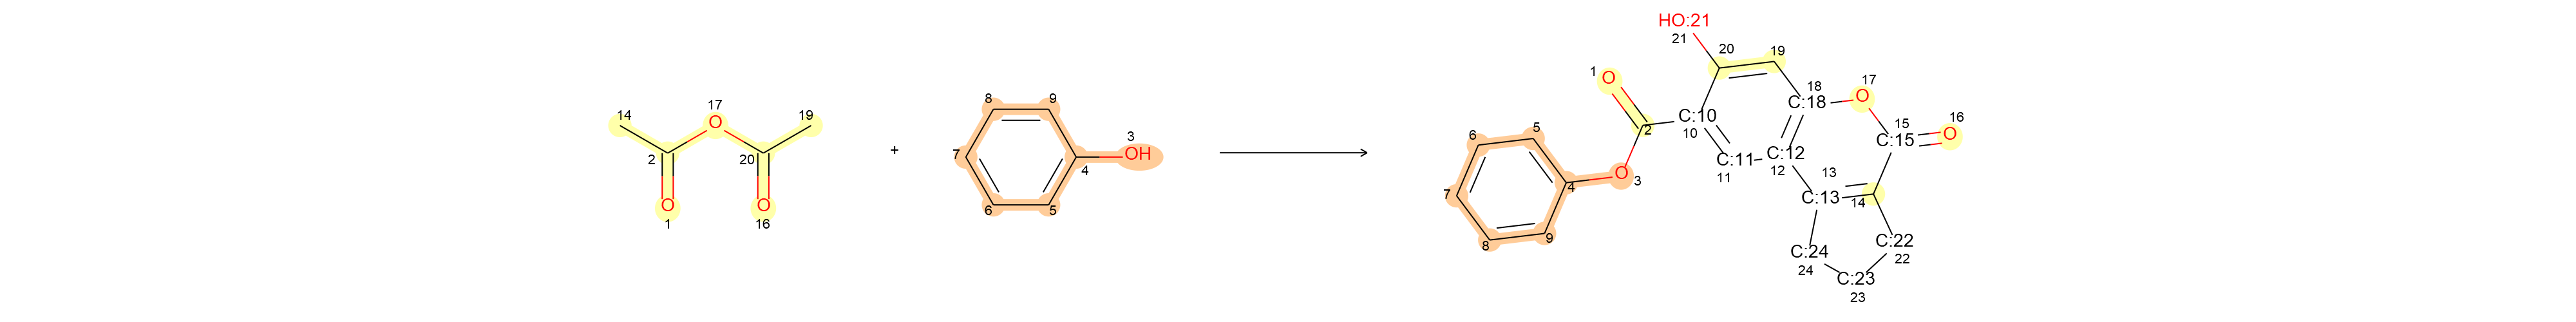 HO:21
21 20 19
1 O 18 17
14 17 19 8 9 C:18 O
O 3 C:10 15 16
2 20 + 7 OH 2 10 C:15 O
4 6 5 C:11 C:12
O O 6 5 O 3 11 12 13
1 16 7 4 C:13 14
8 9 C:24 C:22
24 C:23 22
23